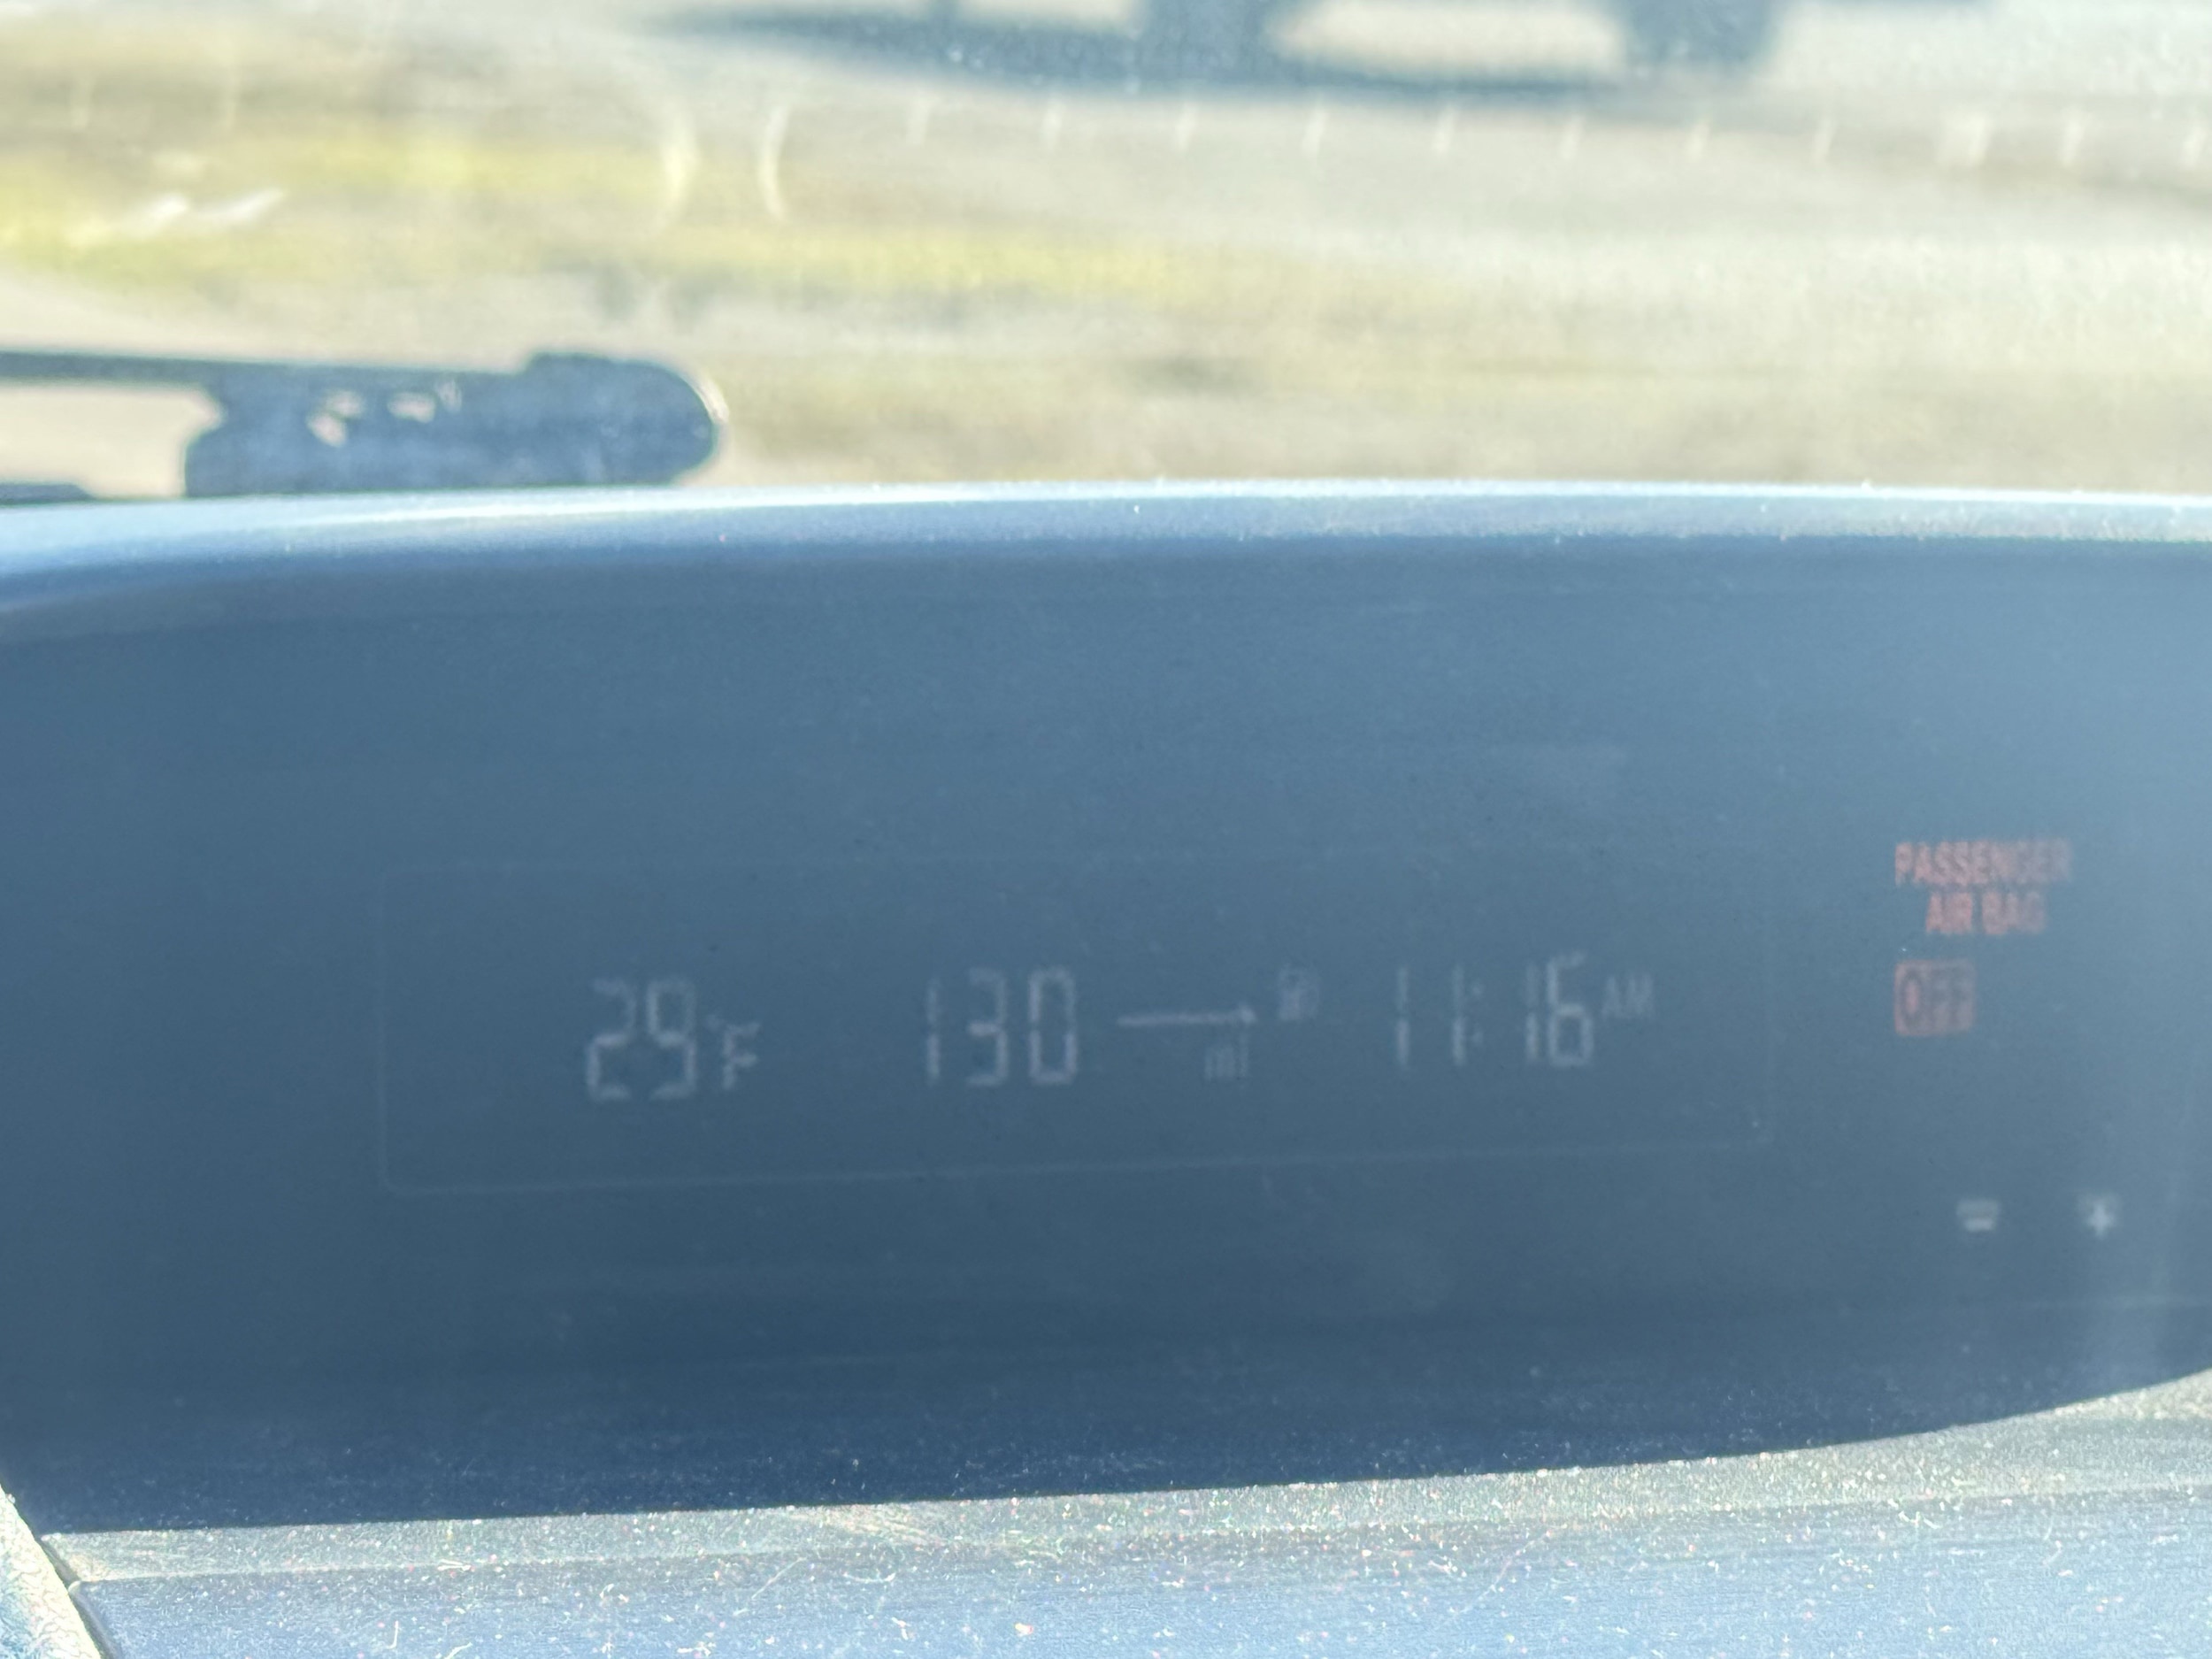 PASSENGER
AIR BAG
OFF
29°F 130 mi 11:16 AM
- +